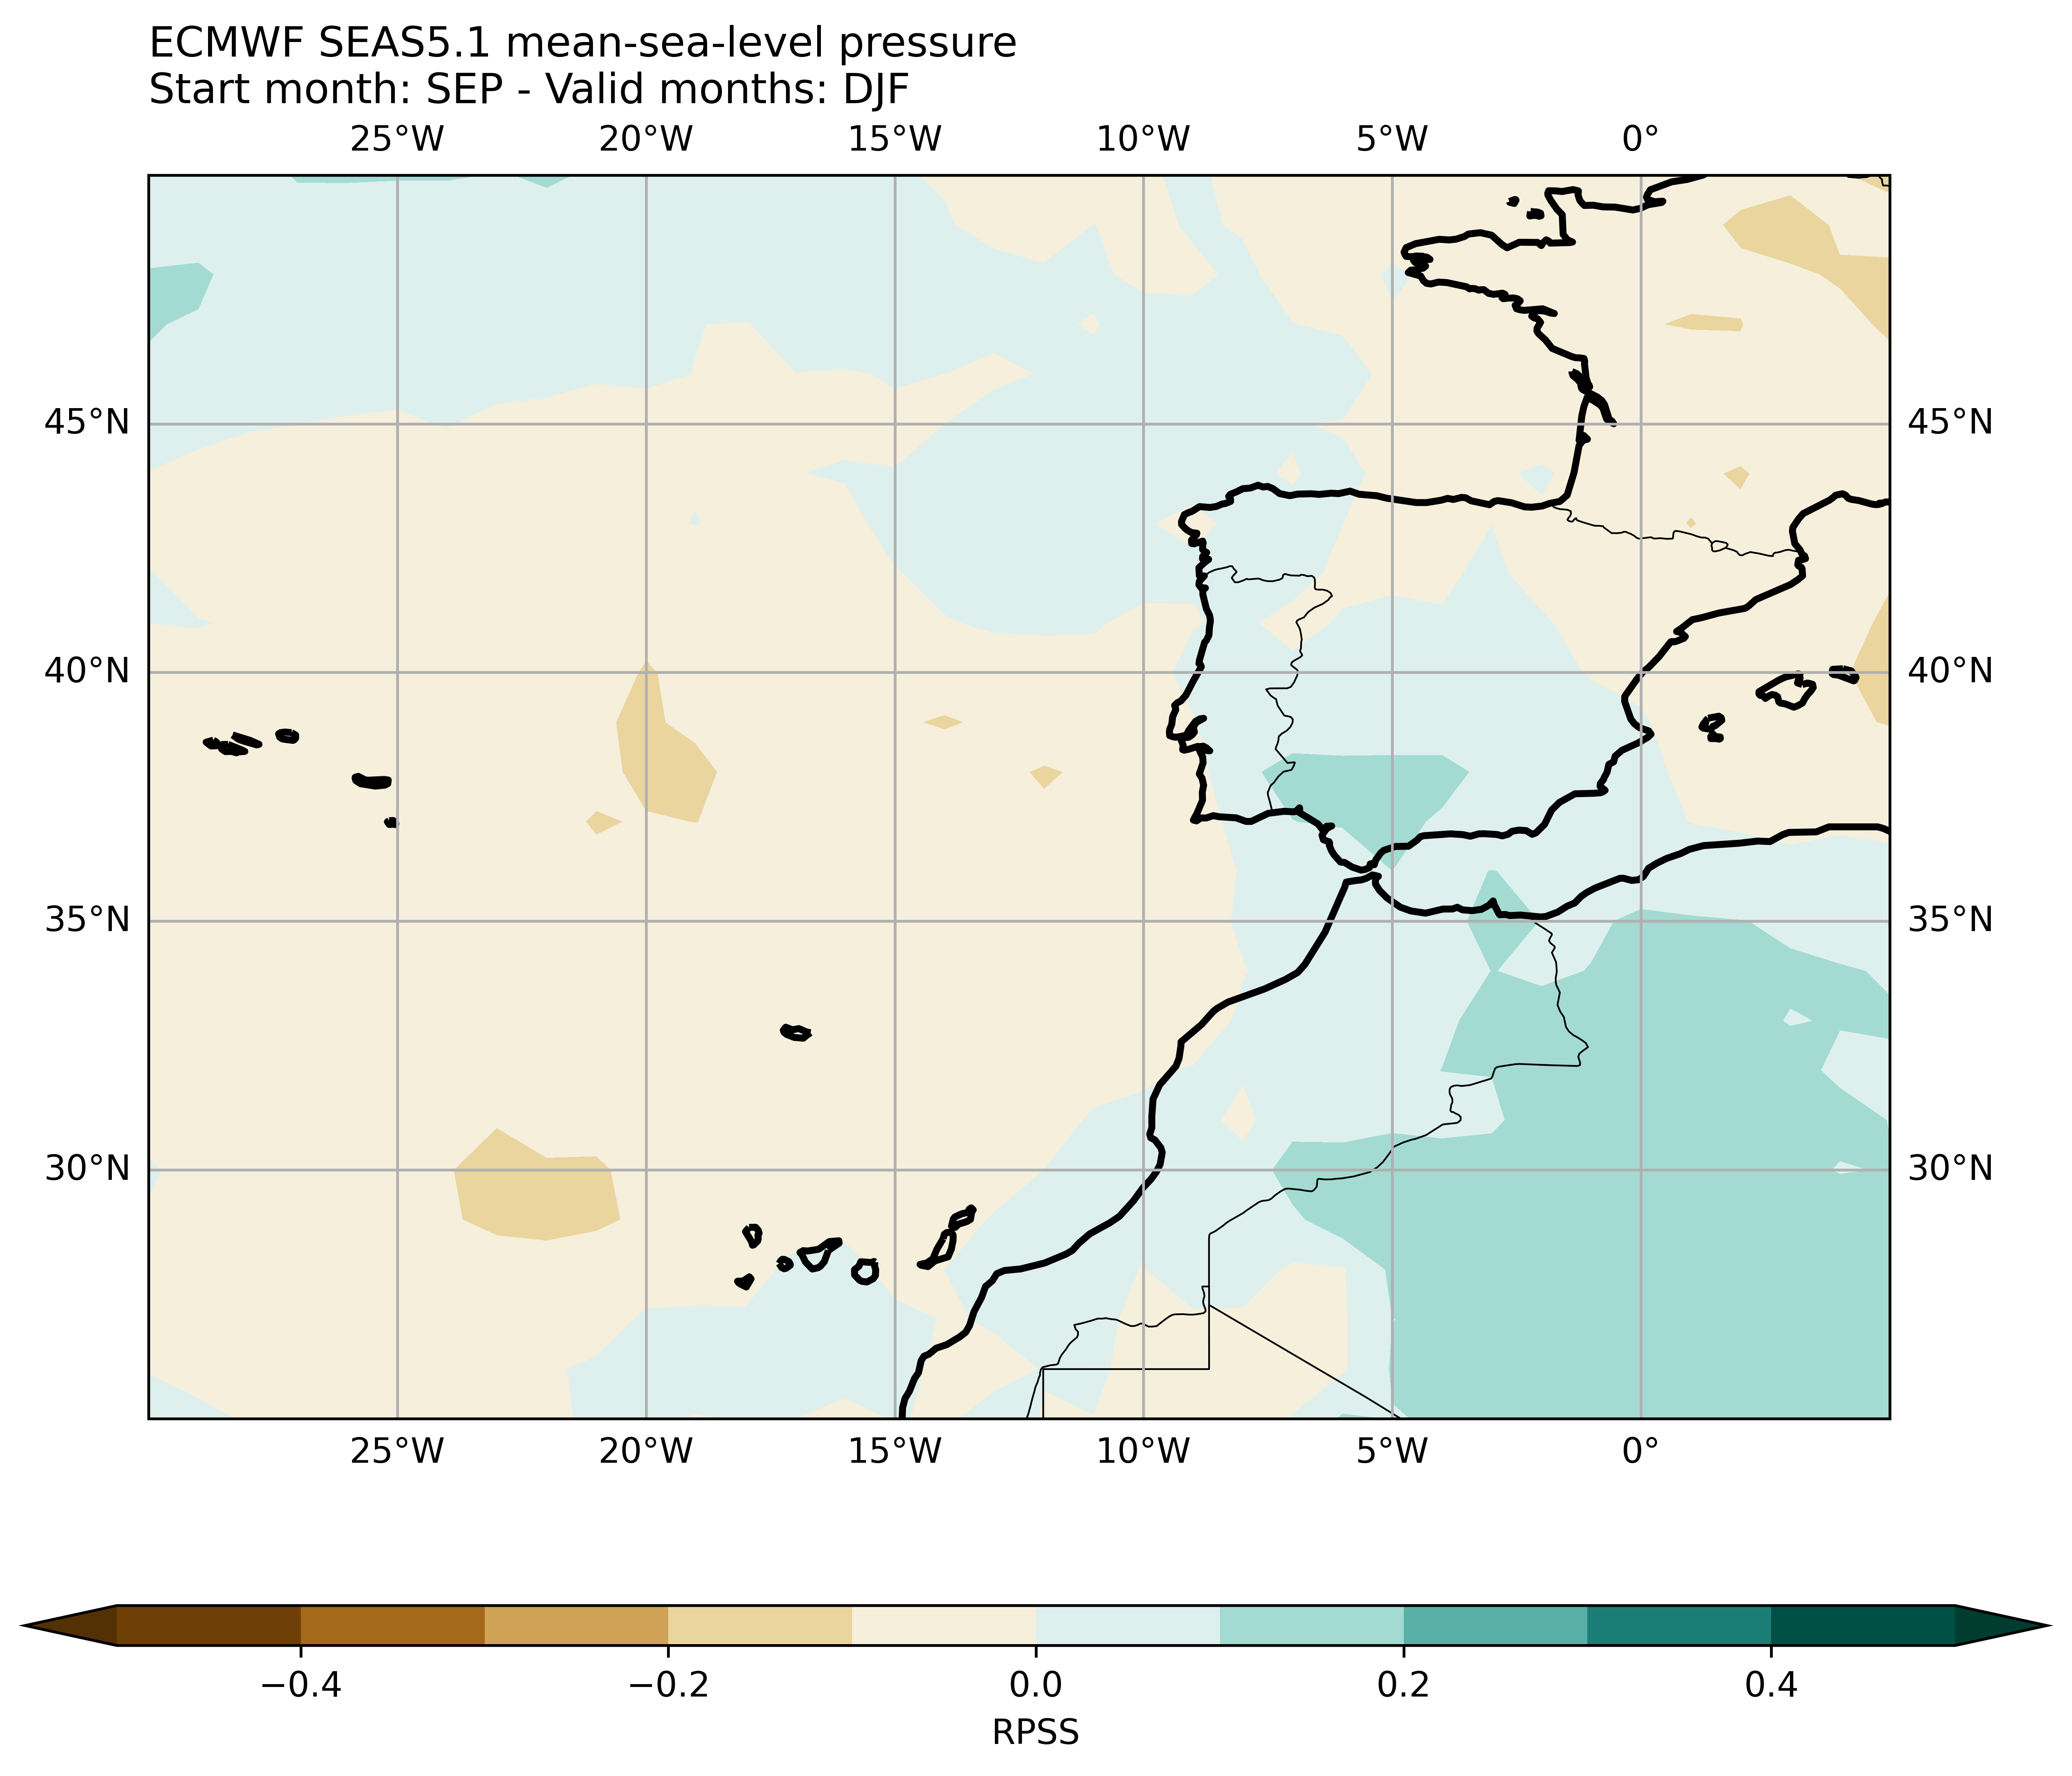 ECMWF SEAS5.1 mean-sea-level pressure
Start month: SEP - Valid months: DJF
25°W 20°W 15°W 10°W 5°W 0°
45°N 45°N
40°N 40°N
35°N 35°N
30°N 30°N
25°W 20°W 15°W 10°W 5°W 0°
−0.4 −0.2 0.0 0.2 0.4
RPSS